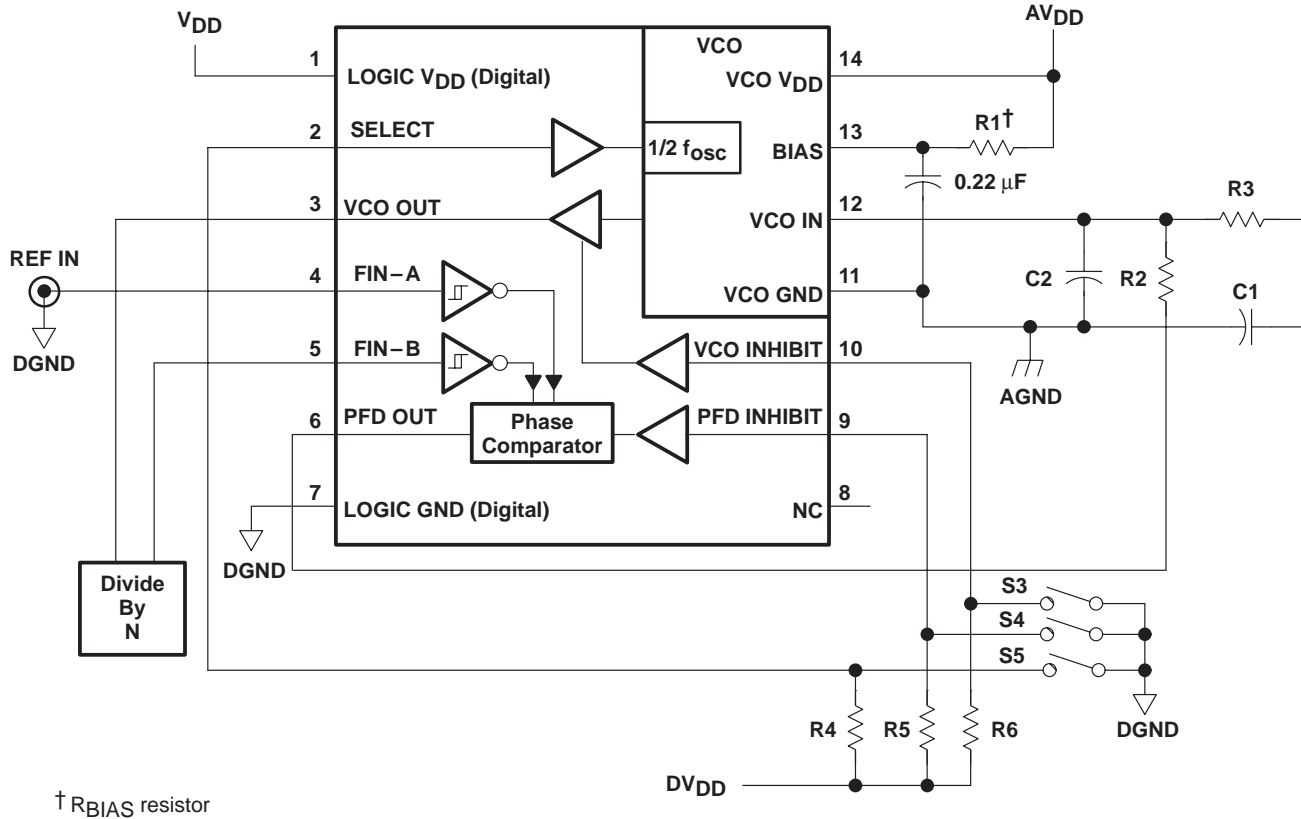 VDD
AVDD
VCO
1
LOGIC VDD (Digital)
VCO VDD
14
2
SELECT
1/2 fosc
BIAS
13
R1†
0.22 μF
3
VCO OUT
VCO IN
12
R3
REF IN
4
FIN–A
VCO GND
11
C2
R2
C1
DGND
5
FIN–B
VCO INHIBIT
10
AGND
6
PFD OUT
Phase
Comparator
PFD INHIBIT
9
7
LOGIC GND (Digital)
NC
8
DGND
Divide
By
N
S3
S4
S5
R4
R5
R6
DGND
DVDD
† RBIAS resistor